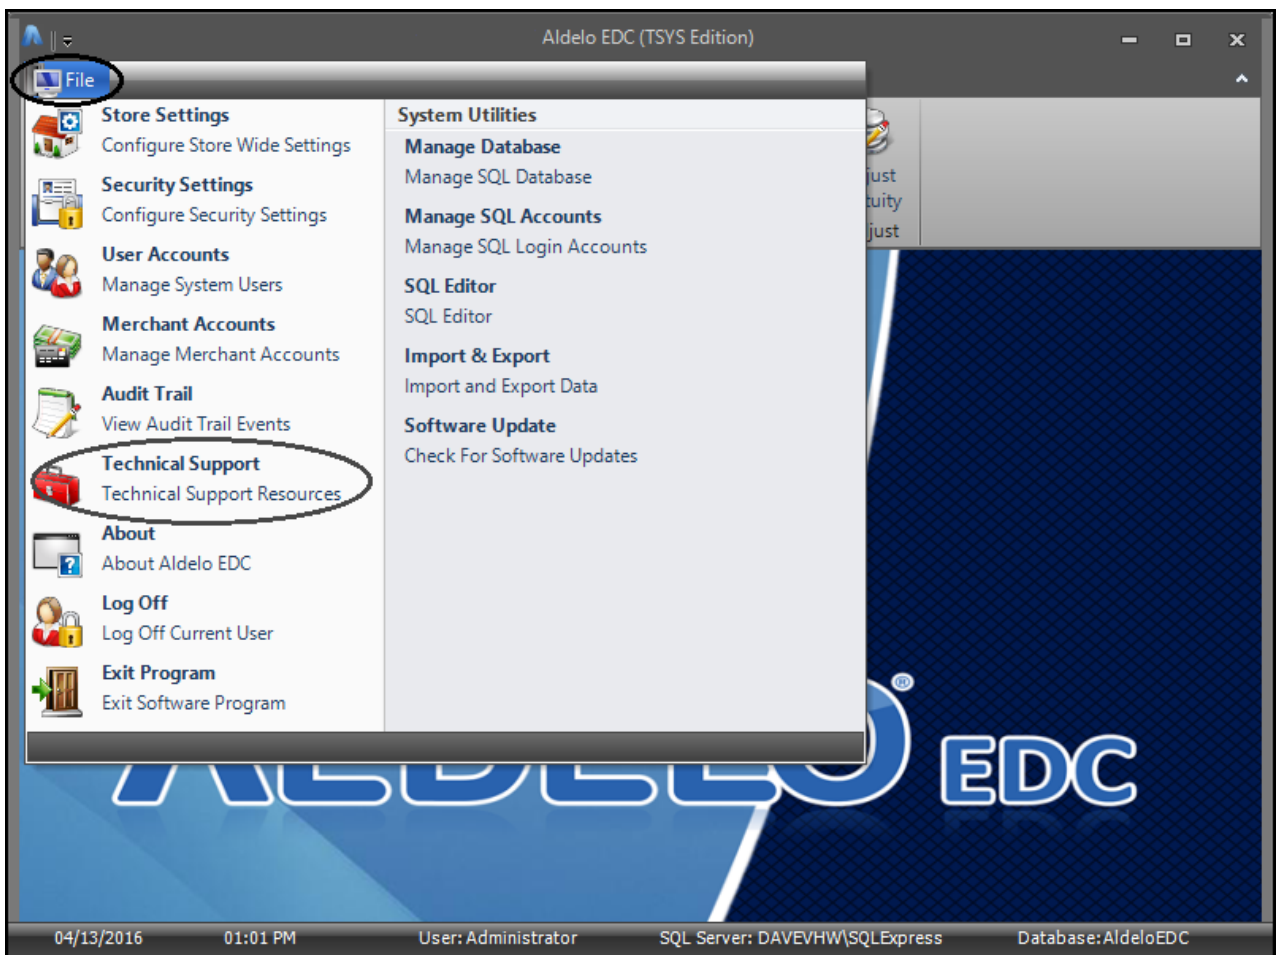 Aldelo EDC (TSYS Edition)
File
Store Settings
Configure Store Wide Settings
Security Settings
Configure Security Settings
User Accounts
Manage System Users
Merchant Accounts
Manage Merchant Accounts
Audit Trail
View Audit Trail Events
Technical Support
Technical Support Resources
About
About Aldelo EDC
Log Off
Log Off Current User
Exit Program
Exit Software Program
System Utilities
Manage Database
Manage SQL Database
Manage SQL Accounts
Manage SQL Login Accounts
SQL Editor
SQL Editor
Import & Export
Import and Export Data
Software Update
Check For Software Updates
just
tuity
just
ALDELO® EDC
04/13/2016 01:01 PM User: Administrator SQL Server: DAVEVHW\SQLExpress Database: AldeloEDC